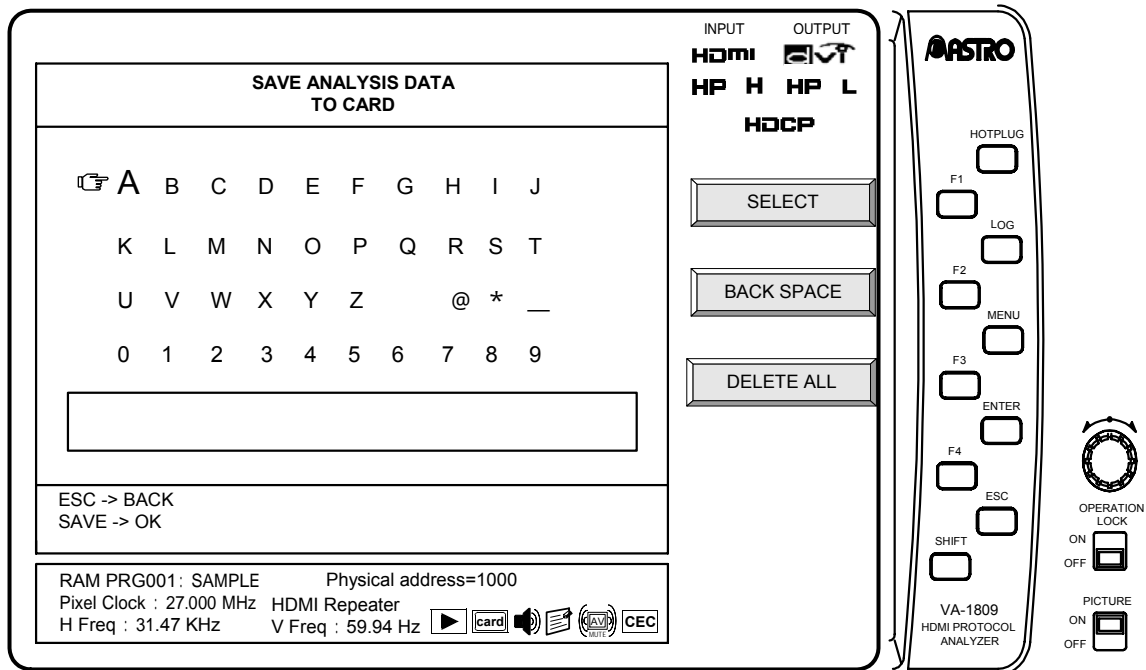 SAVE ANALYSIS DATA
TO CARD
A B C D E F G H I J
K L M N O P Q R S T
U V W X Y Z @ * _
0 1 2 3 4 5 6 7 8 9
ESC -> BACK
SAVE -> OK
RAM PRG001: SAMPLE Physical address=1000
Pixel Clock : 27.000 MHz HDMI Repeater
H Freq : 31.47 KHz V Freq : 59.94 Hz card AV MUTE CEC
INPUT OUTPUT
HDMI DVI
HP H HP L
HDCP
SELECT
BACK SPACE
DELETE ALL
ASTRO
HOTPLUG
F1
LOG
F2
MENU
F3
ENTER
F4
ESC
SHIFT
VA-1809
HDMI PROTOCOL
ANALYZER
OPERATION
LOCK
ON
OFF
PICTURE
ON
OFF